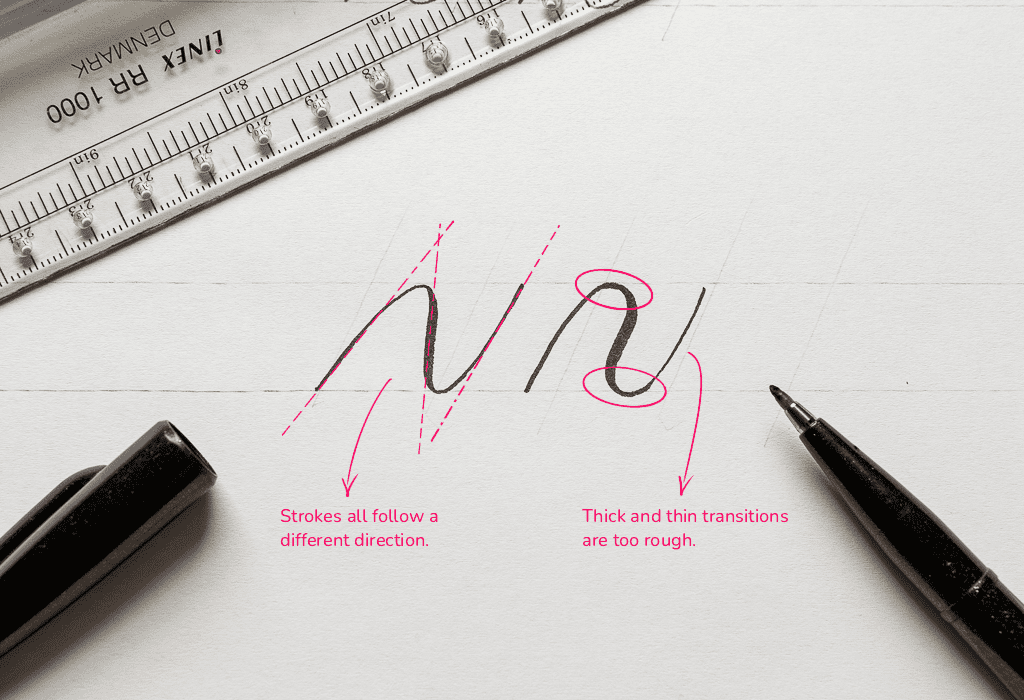 LINEX RR 1000
DENMARK
7in
8in
9in
16
17
18
19
20
21
22
23
24
Strokes all follow a
different direction.
Thick and thin transitions
are too rough.